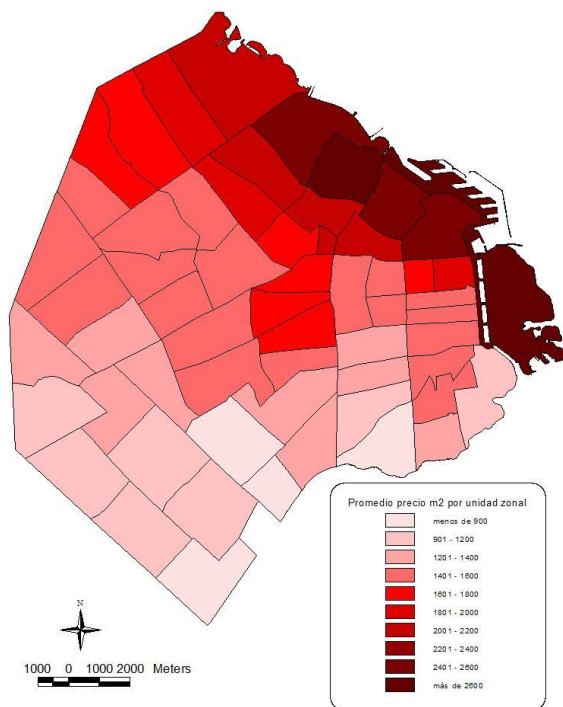 Promedio precio m2 por unidad zonal
menos de 900
901 - 1200
1201 - 1400
1401 - 1600
1601 - 1800
1801 - 2000
2001 - 2200
2201 - 2400
2401 - 2600
más de 2600
N
1000 0 1000 2000 Meters